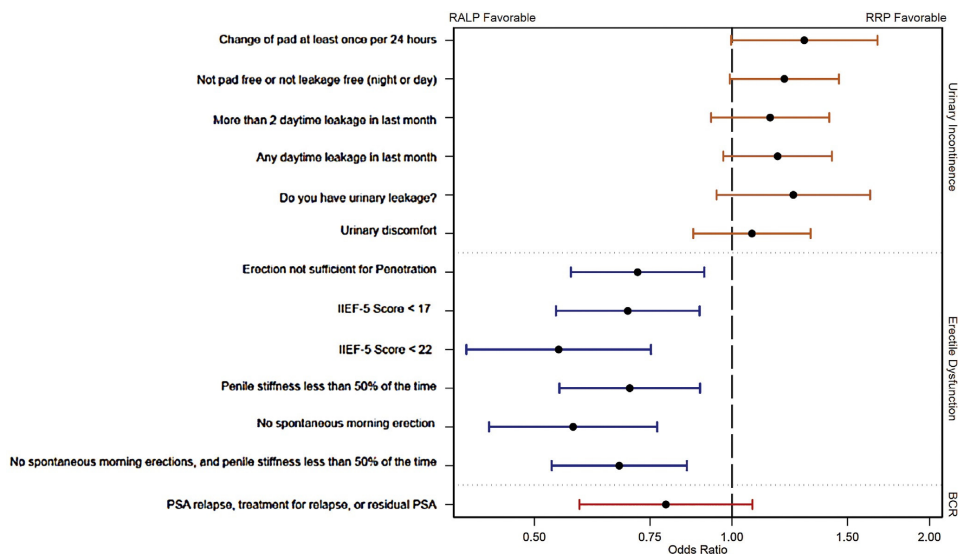 RALP Favorable
RRP Favorable
Change of pad at least once per 24 hours
Not pad free or not leakage free (night or day)
More than 2 daytime leakage in last month
Any daytime leakage in last month
Do you have urinary leakage?
Urinary discomfort
Urinary Incontinence
Erection not sufficient for Penetration
IIEF-5 Score < 17
IIEF-5 Score < 22
Penile stiffness less than 50% of the time
No spontaneous morning erection
No spontaneous morning erections, and penile stiffness less than 50% of the time
Erectile Dysfunction
PSA relapse, treatment for relapse, or residual PSA
BCR
0.50 0.75 1.00 1.50 2.00
Odds Ratio